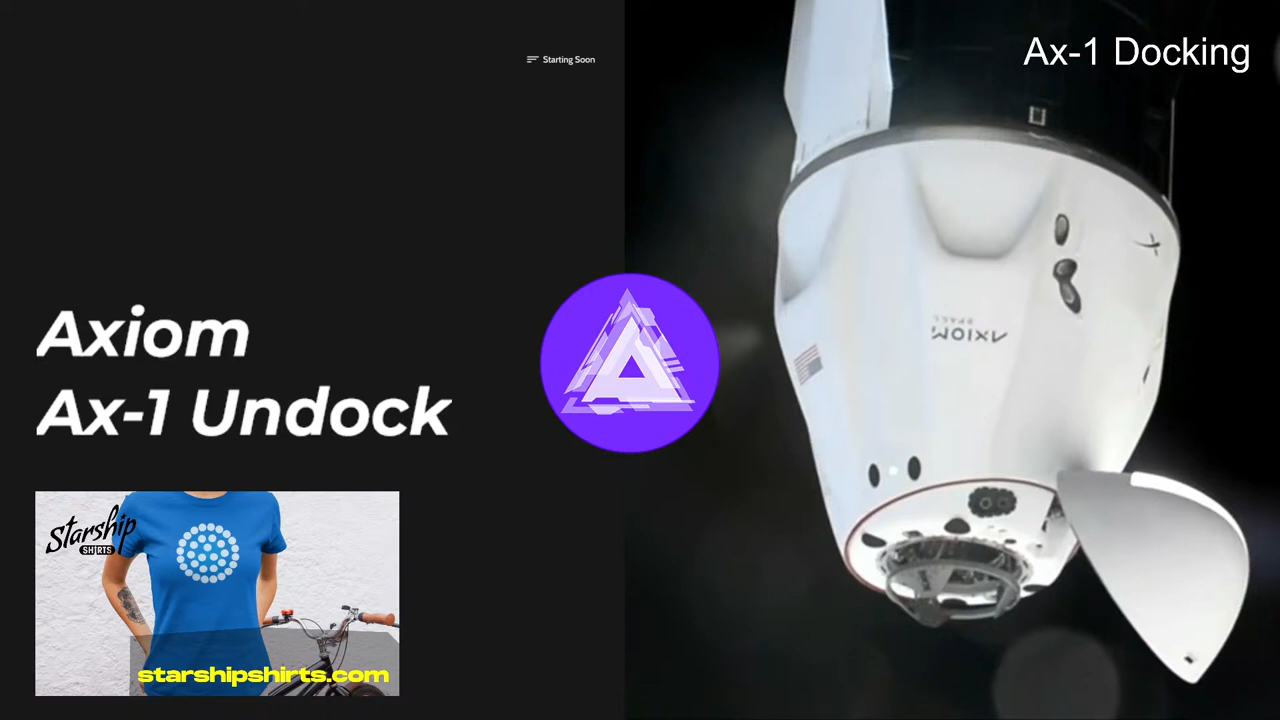 Starting Soon
Ax-1 Docking
Axiom
Ax-1 Undock
AXIOM
SPACE
Starship
SHIRTS
starshipshirts.com